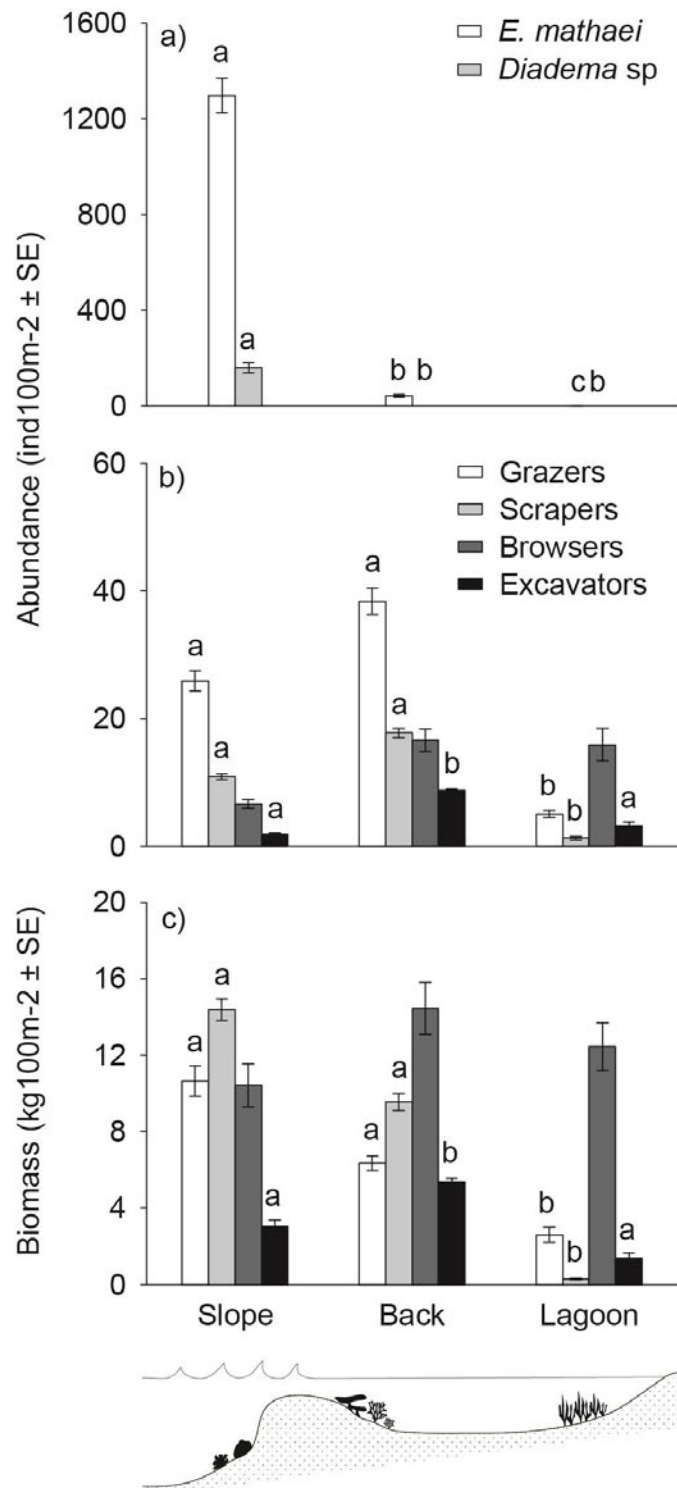 Abundance (ind100m-2 ± SE)
a)
E. mathaei
Diadema sp
1600
1200
800
400
0
a
a
b b
c b
b)
Grazers
Scrapers
Browsers
Excavators
60
40
20
0
a
a
a
a
a
b
b
b
a
Biomass (kg100m-2 ± SE)
c)
20
16
12
8
4
0
a
a
a
a
a
b
b
b
a
Slope
Back
Lagoon